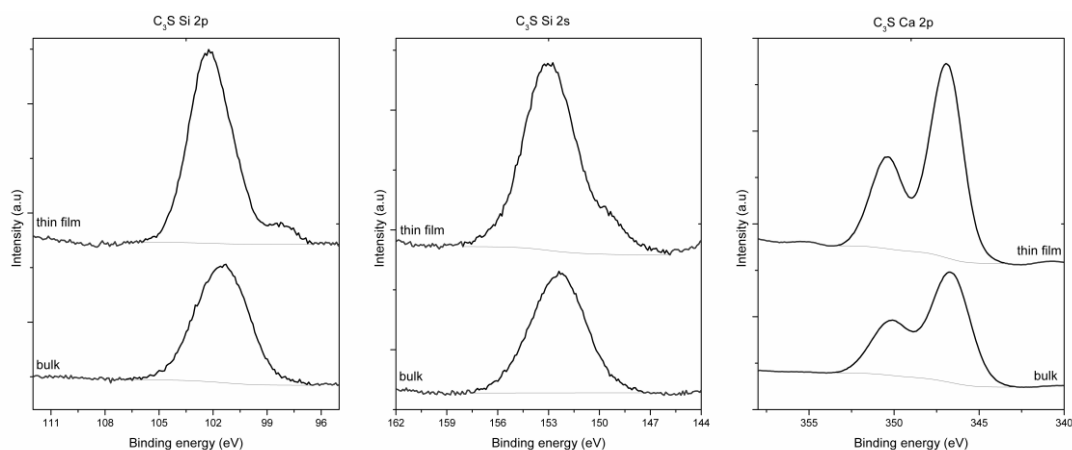 C₃S Si 2p
Intensity (a.u)
thin film
bulk
111 108 105 102 99 96
Binding energy (eV)
C₃S Si 2s
Intensity (a.u)
thin film
bulk
162 159 156 153 150 147 144
Binding energy (eV)
C₃S Ca 2p
Intensity (a.u)
thin film
bulk
355 350 345 340
Binding energy (eV)